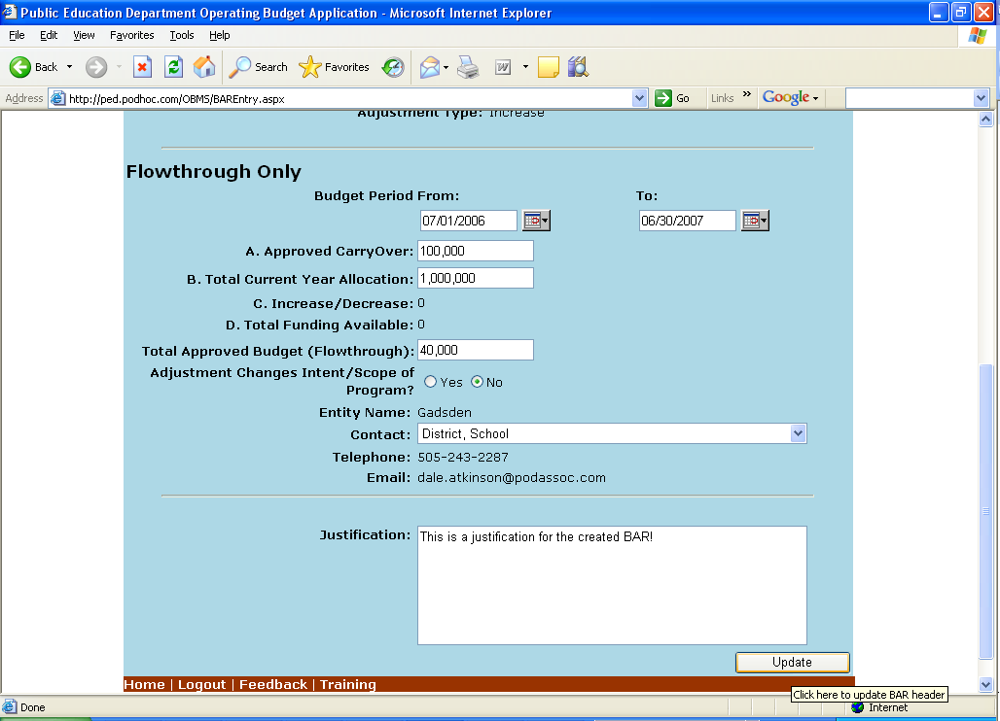 Public Education Department Operating Budget Application - Microsoft Internet Explorer
File Edit View Favorites Tools Help
Back Search Favorites
Address http://ped.podhoc.com/OBMS/BAREntry.aspx Go Links » Google
Adjustment Type: Increase
Flowthrough Only
Budget Period From: To:
07/01/2006 06/30/2007
A. Approved CarryOver: 100,000
B. Total Current Year Allocation: 1,000,000
C. Increase/Decrease: 0
D. Total Funding Available: 0
Total Approved Budget (Flowthrough): 40,000
Adjustment Changes Intent/Scope of
Program? Yes No
Entity Name: Gadsden
Contact: District, School
Telephone: 505-243-2287
Email: dale.atkinson@podassoc.com
Justification: This is a justification for the created BAR!
Update
Home | Logout | Feedback | Training
Click here to update BAR header
Done Internet